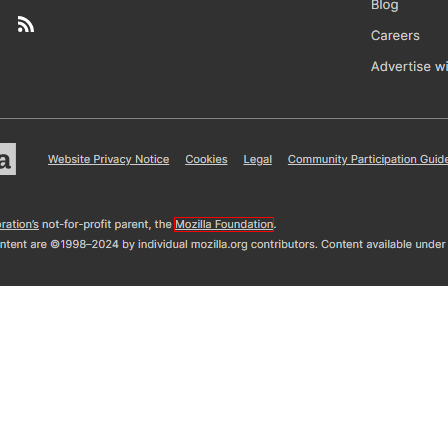 Blog
Careers
Advertise wi
a
Website Privacy Notice Cookies Legal Community Participation Guide
ration's not-for-profit parent, the Mozilla Foundation.
ntent are ©1998–2024 by individual mozilla.org contributors. Content available under